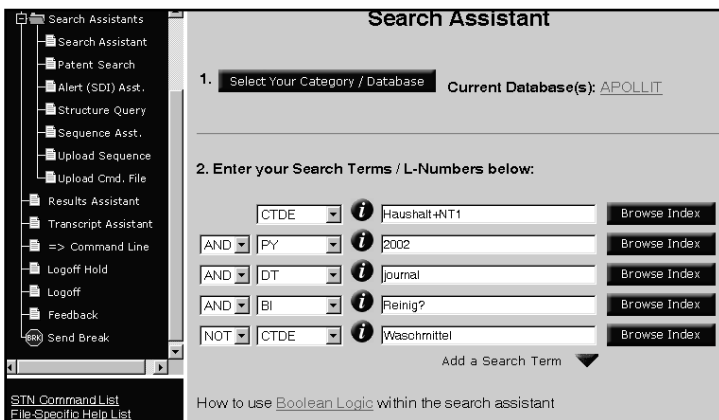 Search Assistants
Search Assistant
Patent Search
Alert (SDI) Asst.
Structure Query
Sequence Asst.
Upload Sequence
Upload Cmd. File
Results Assistant
Transcript Assistant
=> Command Line
Logoff Hold
Logoff
Feedback
BRK Send Break
STN Command List
File-Specific Help List
Search Assistant
1. Select Your Category / Database Current Database(s): APOLLIT
2. Enter your Search Terms / L-Numbers below:
CTDE i Haushalt+NT1 Browse Index
AND PY i 2002 Browse Index
AND DT i journal Browse Index
AND BI i Reinig? Browse Index
NOT CTDE i Waschmittel Browse Index
Add a Search Term
How to use Boolean Logic within the search assistant